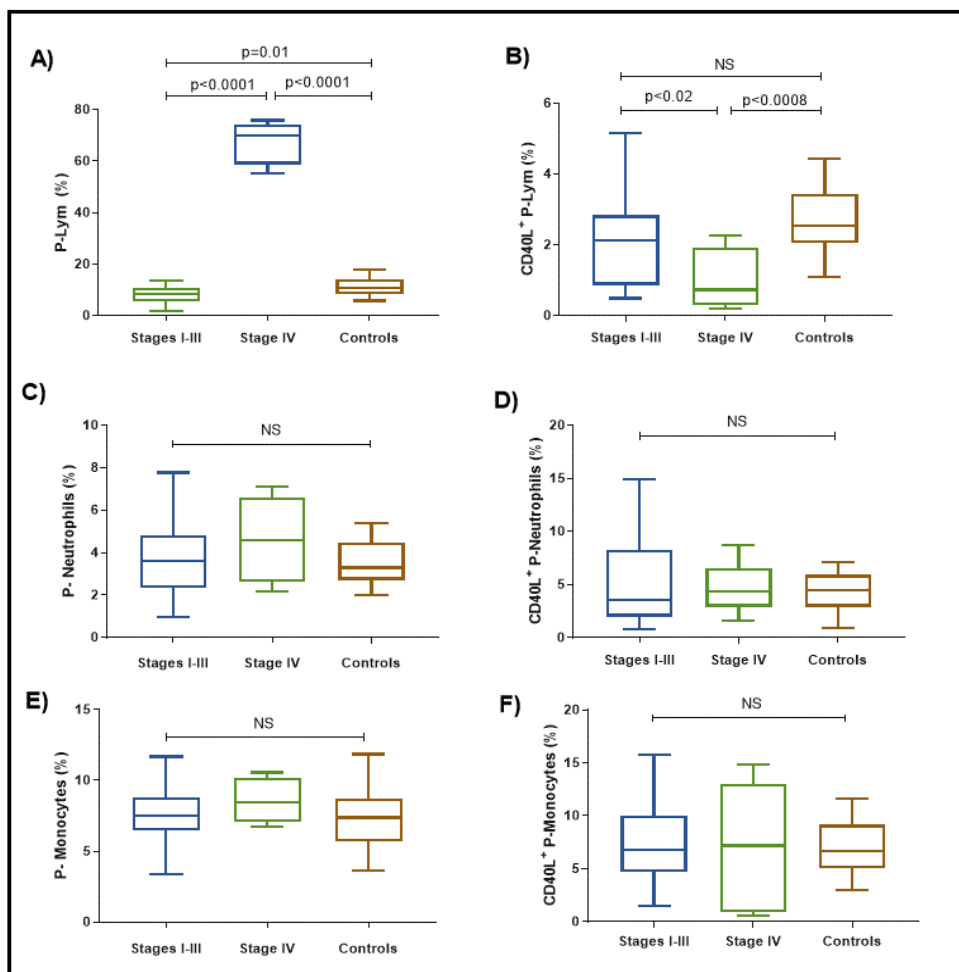 A)
p=0.01
p<0.0001 p<0.0001
P-Lym (%)
80
60
40
20
0
Stages I-III Stage IV Controls
B)
NS
p<0.02 p<0.0008
CD40L+ P-Lym (%)
6
4
2
0
Stages I-III Stage IV Controls
C)
NS
P- Neutrophils (%)
10
8
6
4
2
0
Stages I-III Stage IV Controls
D)
NS
CD40L+ P-Neutrophils (%)
20
15
10
5
0
Stages I-III Stage IV Controls
E)
NS
P- Monocytes (%)
15
10
5
0
Stages I-III Stage IV Controls
F)
NS
CD40L+ P-Monocytes (%)
20
15
10
5
0
Stages I-III Stage IV Controls